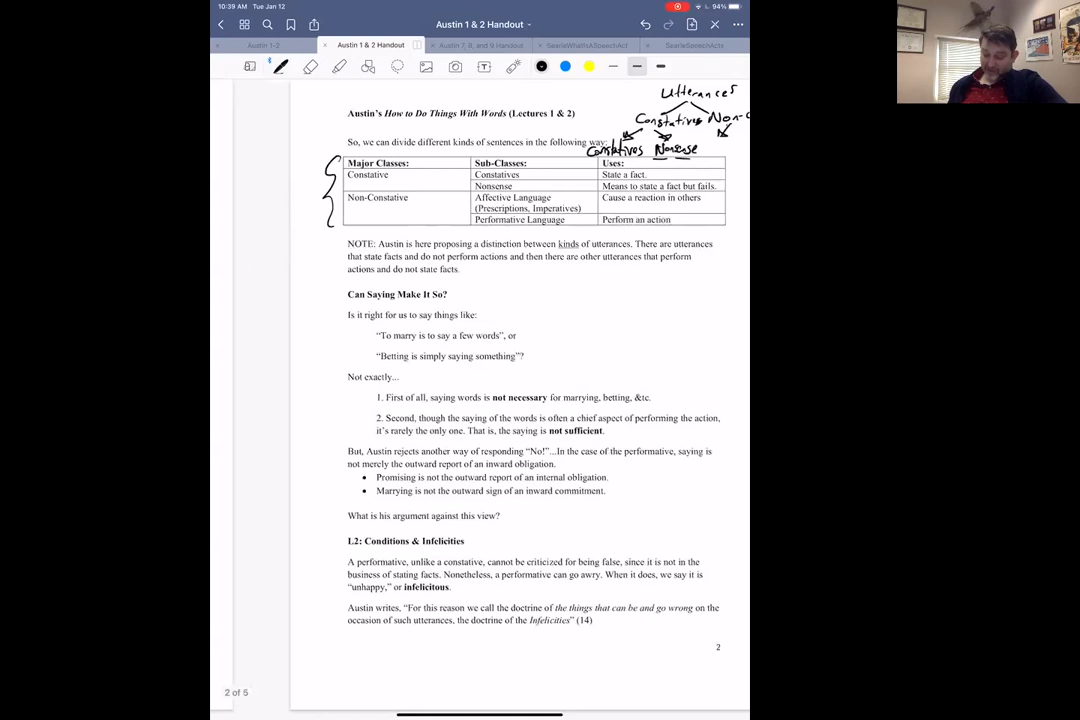 10:39 AM Tue Jan 12
94%
Austin 1 & 2 Handout
Austin 1-2
Austin 1 & 2 Handout
Austin 7, 8, and 9 Handout
SearleWhatIsASpeechAct
SearleSpeechActs
Utterances
Austin's How to Do Things With Words (Lectures 1 & 2)
Constatives Non-C
So, we can divide different kinds of sentences in the following way:
Constatives Nonsense
Major Classes: Sub-Classes: Uses:
Constative Constatives State a fact.
Nonsense Means to state a fact but fails.
Non-Constative Affective Language Cause a reaction in others
(Prescriptions, Imperatives)
Performative Language Perform an action
NOTE: Austin is here proposing a distinction between kinds of utterances. There are utterances
that state facts and do not perform actions and then there are other utterances that perform
actions and do not state facts.
Can Saying Make It So?
Is it right for us to say things like:
“To marry is to say a few words”, or
“Betting is simply saying something”?
Not exactly...
1. First of all, saying words is not necessary for marrying, betting, &tc.
2. Second, though the saying of the words is often a chief aspect of performing the action,
it's rarely the only one. That is, the saying is not sufficient.
But, Austin rejects another way of responding “No!”...In the case of the performative, saying is
not merely the outward report of an inward obligation.
• Promising is not the outward report of an internal obligation.
• Marrying is not the outward sign of an inward commitment.
What is his argument against this view?
L2: Conditions & Infelicities
A performative, unlike a constative, cannot be criticized for being false, since it is not in the
business of stating facts. Nonetheless, a performative can go awry. When it does, we say it is
“unhappy,” or infelicitous.
Austin writes, “For this reason we call the doctrine of the things that can be and go wrong on the
occasion of such utterances, the doctrine of the Infelicities” (14)
2
2 of 5